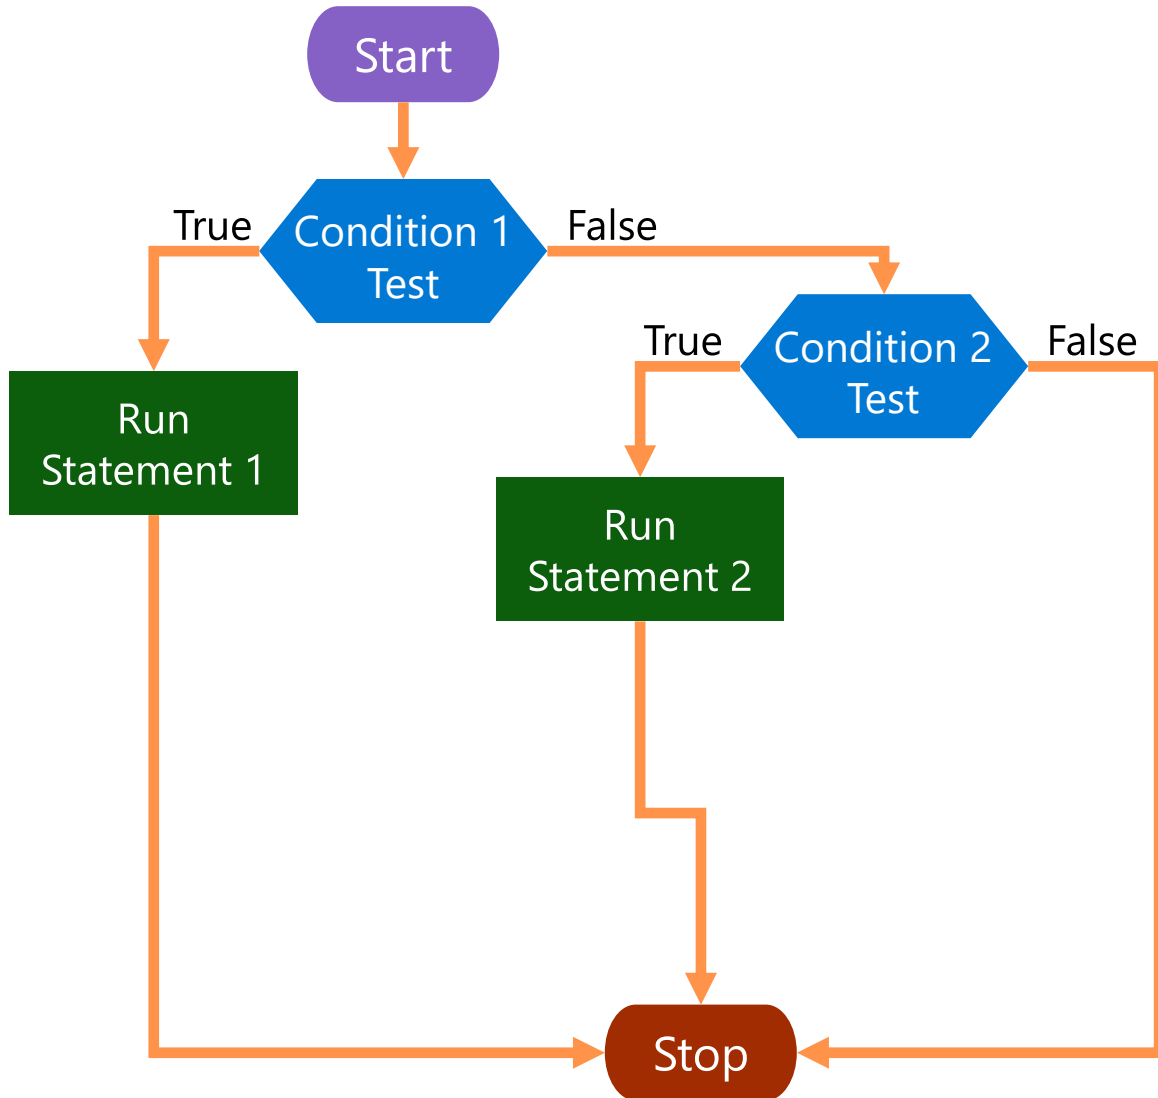 Start
True
Condition 1
Test
False
True
Condition 2
Test
False
Run
Statement 1
Run
Statement 2
Stop